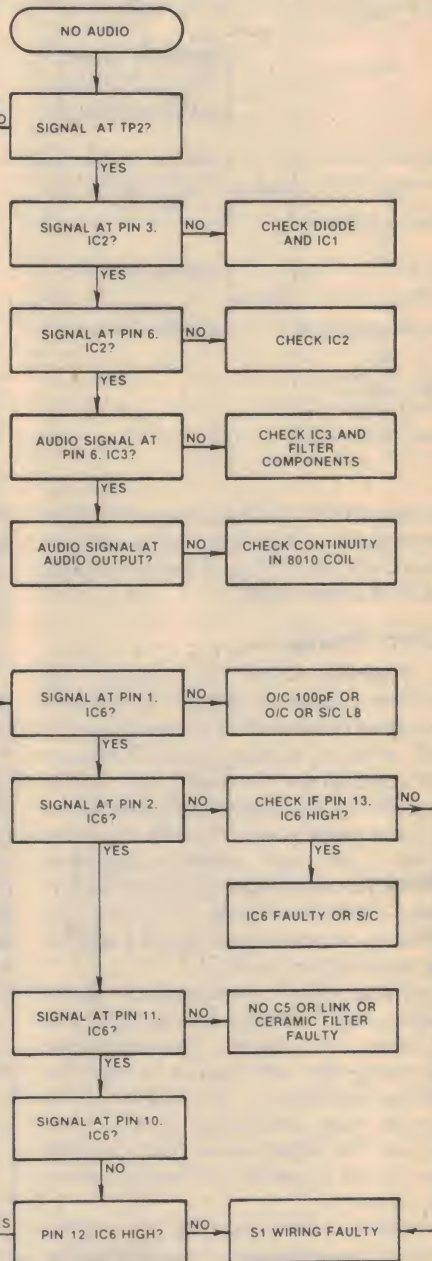 NO AUDIO
O
SIGNAL AT TP2?
YES
SIGNAL AT PIN 3.
IC2?
NO
CHECK DIODE
AND IC1
YES
SIGNAL AT PIN 6.
IC2?
NO
CHECK IC2
YES
AUDIO SIGNAL AT
PIN 6. IC3?
NO
CHECK IC3 AND
FILTER
COMPONENTS
YES
AUDIO SIGNAL AT
AUDIO OUTPUT?
NO
CHECK CONTINUITY
IN 8010 COIL
SIGNAL AT PIN 1.
IC6?
NO
O/C 100pF OR
O/C OR S/C L8
YES
SIGNAL AT PIN 2.
IC6?
NO
CHECK IF PIN 13.
IC6 HIGH?
NO
YES
YES
IC6 FAULTY OR S/C
SIGNAL AT PIN 11.
IC6?
NO
NO C5 OR LINK OR
CERAMIC FILTER
FAULTY
YES
SIGNAL AT PIN 10.
IC6?
NO
S
PIN 12 IC6 HIGH?
NO
S1 WIRING FAULTY